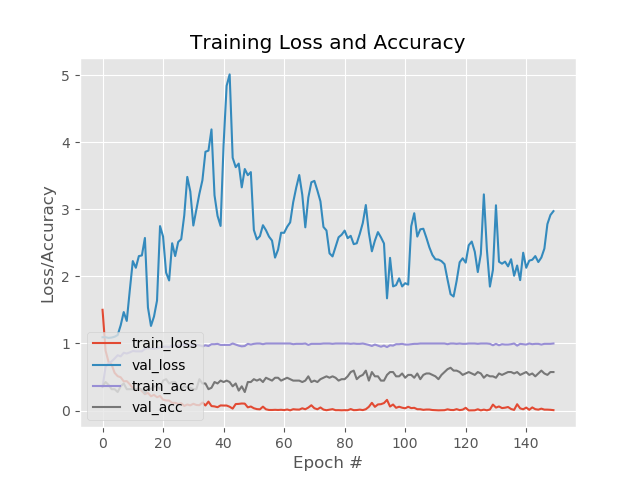 Training Loss and Accuracy
Loss/Accuracy
5
4
3
2
1
0
train_loss
val_loss
train_acc
val_acc
0 20 40 60 80 100 120 140
Epoch #